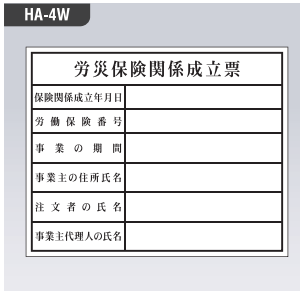 HA-4W
労災保険関係成立票
保険関係成立年月日
労働保険番号
事業の期間
事業主の住所氏名
注文者の氏名
事業主代理人の氏名